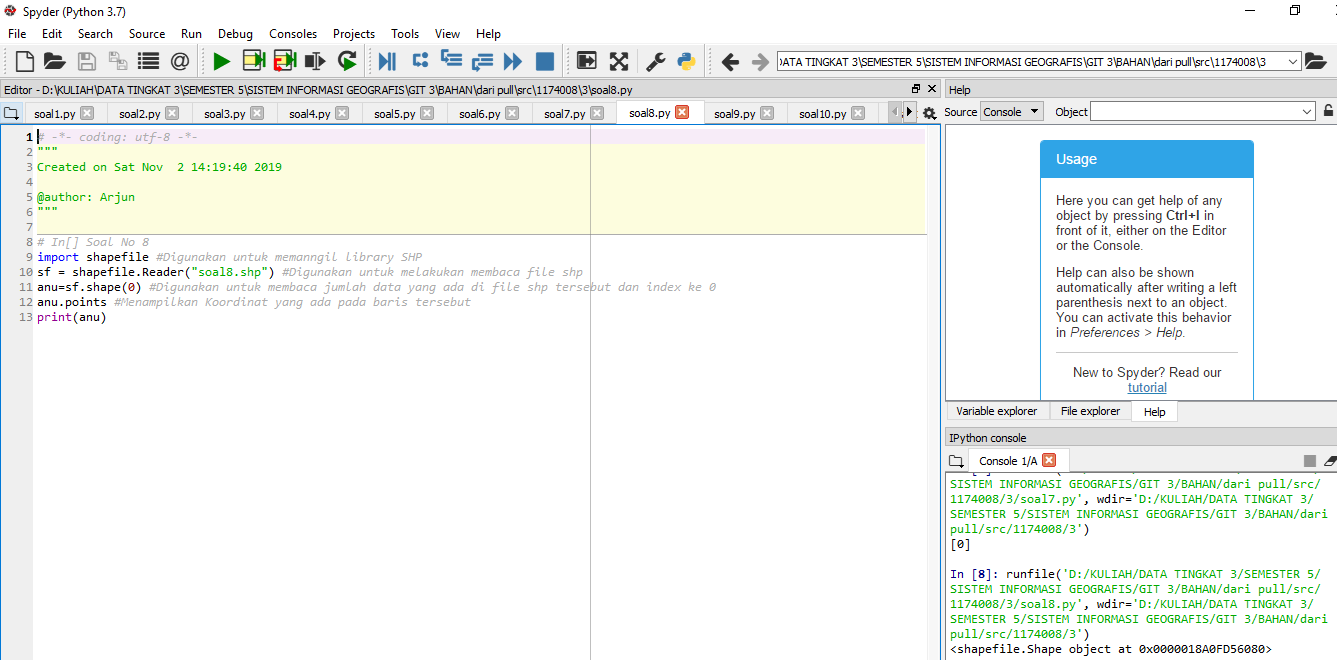 Spyder (Python 3.7)
File Edit Search Source Run Debug Consoles Projects Tools View Help
)ATA TINGKAT 3\SEMESTER 5\SISTEM INFORMASI GEOGRAFIS\GIT 3\BAHAN\dari pull\src\1174008\3
Editor - D:\KULIAH\DATA TINGKAT 3\SEMESTER 5\SISTEM INFORMASI GEOGRAFIS\GIT 3\BAHAN\dari pull\src\1174008\3\soal8.py
soal1.py soal2.py soal3.py soal4.py soal5.py soal6.py soal7.py soal8.py soal9.py soal10.py
1 # -*- coding: utf-8 -*-
2 """
3 Created on Sat Nov  2 14:19:40 2019
4
5 @author: Arjun
6 """
7
8 # In[] Soal No 8
9 import shapefile #Digunakan untuk memanngil library SHP
10 sf = shapefile.Reader("soal8.shp") #Digunakan untuk melakukan membaca file shp
11 anu=sf.shape(0) #Digunakan untuk membaca jumlah data yang ada di file shp tersebut dan index ke 0
12 anu.points #Menampilkan Koordinat yang ada pada baris tersebut
13 print(anu)
Help
Source Console Object
Usage
Here you can get help of any
object by pressing Ctrl+I in
front of it, either on the Editor
or the Console.
Help can also be shown
automatically after writing a left
parenthesis next to an object.
You can activate this behavior
in Preferences > Help.
New to Spyder? Read our
tutorial
Variable explorer File explorer Help
IPython console
Console 1/A
SISTEM INFORMASI GEOGRAFIS/GIT 3/BAHAN/dari pull/src/
1174008/3/soal7.py', wdir='D:/KULIAH/DATA TINGKAT 3/
SEMESTER 5/SISTEM INFORMASI GEOGRAFIS/GIT 3/BAHAN/dari
pull/src/1174008/3')
[0]
In [8]: runfile('D:/KULIAH/DATA TINGKAT 3/SEMESTER 5/
SISTEM INFORMASI GEOGRAFIS/GIT 3/BAHAN/dari pull/src/
1174008/3/soal8.py', wdir='D:/KULIAH/DATA TINGKAT 3/
SEMESTER 5/SISTEM INFORMASI GEOGRAFIS/GIT 3/BAHAN/dari
pull/src/1174008/3')
<shapefile.Shape object at 0x0000018A0FD56080>